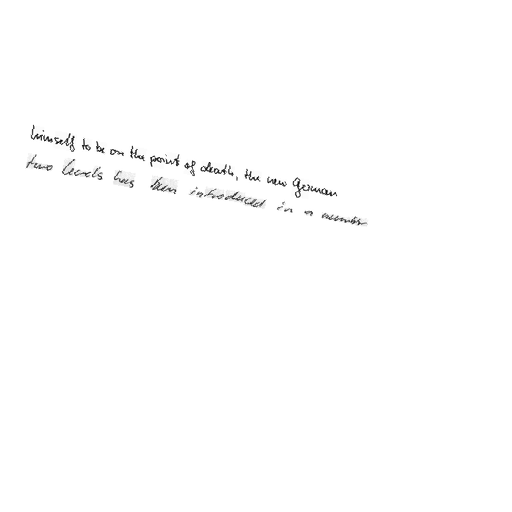 himself to be on the point of death, the new German
two levels has been introduced in a number